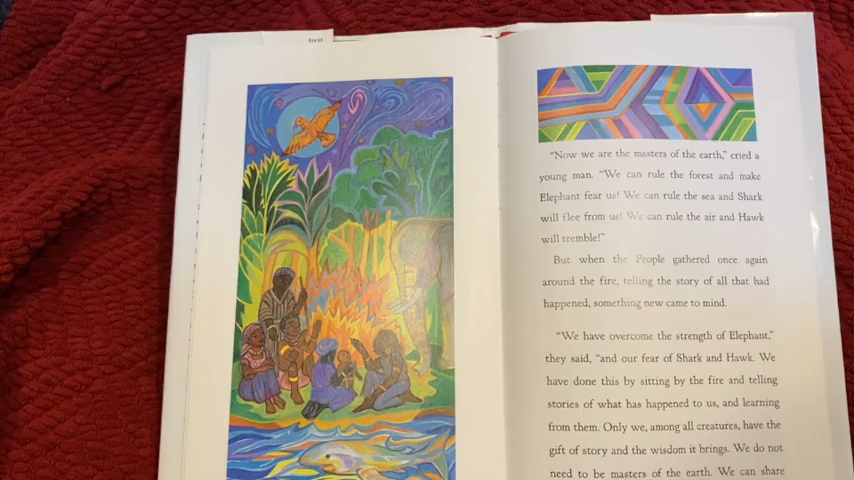 $14.95
"Now we are the masters of the earth," cried a
young man. "We can rule the forest and make
Elephant fear us! We can rule the sea and Shark
will flee from us! We can rule the air and Hawk
will tremble!"
But when the People gathered once again
around the fire, telling the story of all that had
happened, something new came to mind.
"We have overcome the strength of Elephant,"
they said, "and our fear of Shark and Hawk. We
have done this by sitting by the fire and telling
stories of what has happened to us, and learning
from them. Only we, among all creatures, have the
gift of story and the wisdom it brings. We do not
need to be masters of the earth. We can share